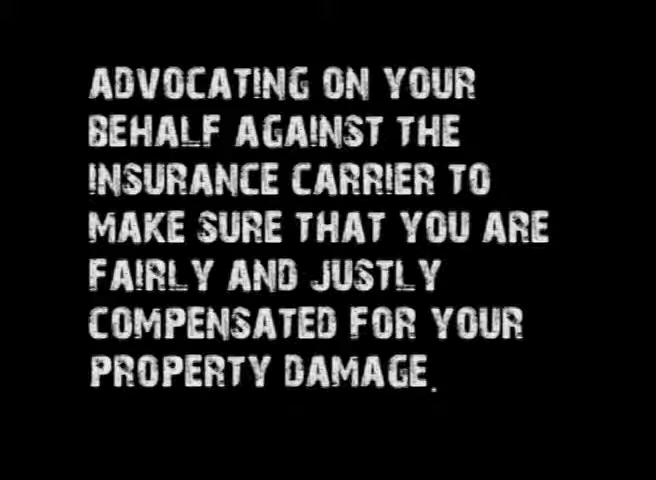 ADVOCATING ON YOUR
BEHALF AGAINST THE
INSURANCE CARRIER TO
MAKE SURE THAT YOU ARE
FAIRLY AND JUSTLY
COMPENSATED FOR YOUR
PROPERTY DAMAGE.